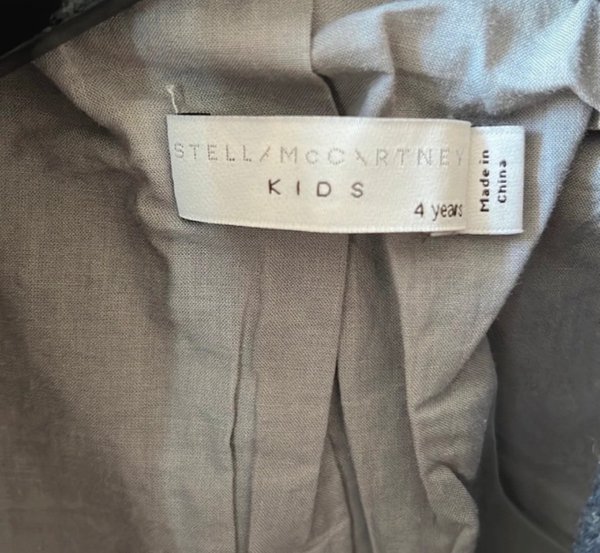 STELLA McCARTNEY
KIDS
4 years
Made in
China